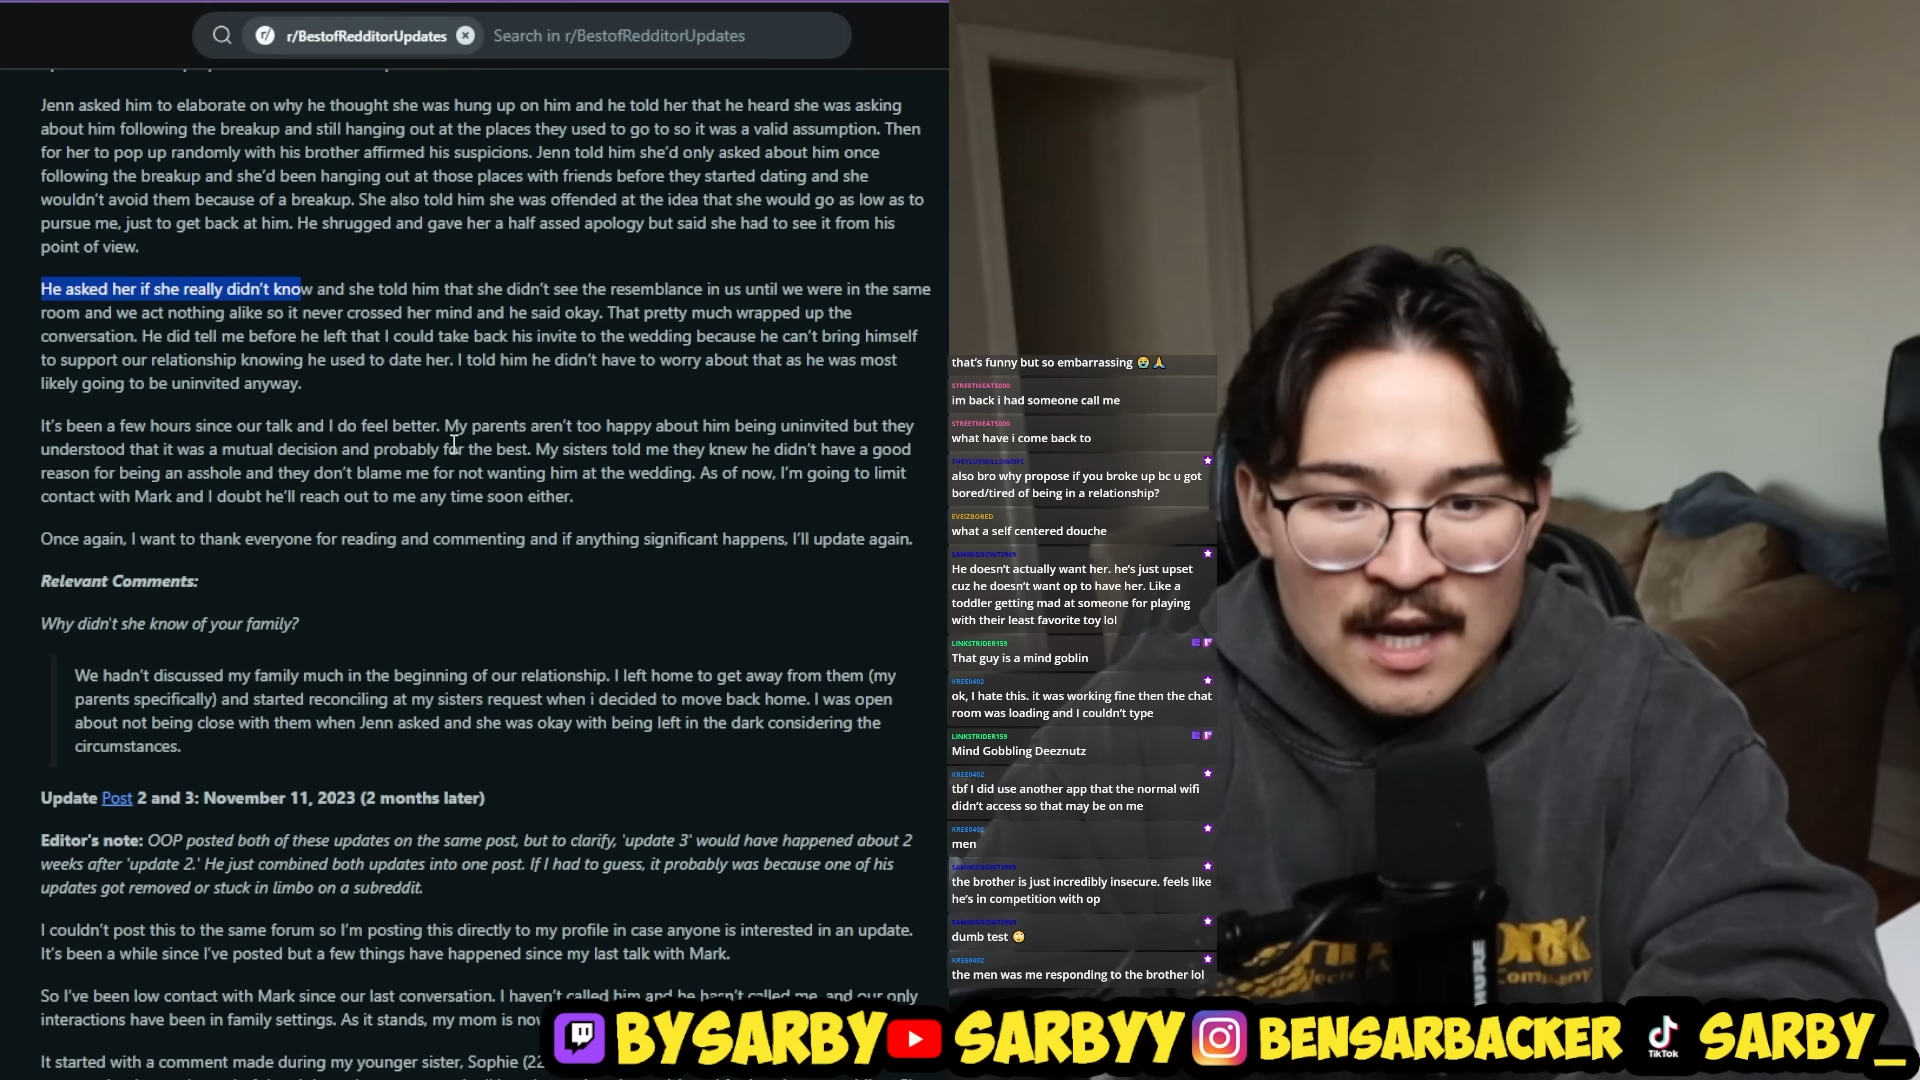 r/BestofRedditorUpdates
Search in r/BestofRedditorUpdates
Jenn asked him to elaborate on why he thought she was hung up on him and he told her that he heard she was asking
about him following the breakup and still hanging out at the places they used to go to so it was a valid assumption. Then
for her to pop up randomly with his brother affirmed his suspicions. Jenn told him she'd only asked about him once
following the breakup and she'd been hanging out at those places with friends before they started dating and she
wouldn't avoid them because of a breakup. She also told him she was offended at the idea that she would go as low as to
pursue me, just to get back at him. He shrugged and gave her a half assed apology but said she had to see it from his
point of view.
He asked her if she really didn't know and she told him that she didn't see the resemblance in us until we were in the same
room and we act nothing alike so it never crossed her mind and he said okay. That pretty much wrapped up the
conversation. He did tell me before he left that I could take back his invite to the wedding because he can't bring himself
to support our relationship knowing he used to date her. I told him he didn't have to worry about that as he was most
likely going to be uninvited anyway.
It's been a few hours since our talk and I do feel better. My parents aren't too happy about him being uninvited but they
understood that it was a mutual decision and probably for the best. My sisters told me they knew he didn't have a good
reason for being an asshole and they don't blame me for not wanting him at the wedding. As of now, I'm going to limit
contact with Mark and I doubt he'll reach out to me any time soon either.
Once again, I want to thank everyone for reading and commenting and if anything significant happens, I'll update again.
Relevant Comments:
Why didn't she know of your family?
We hadn't discussed my family much in the beginning of our relationship. I left home to get away from them (my
parents specifically) and started reconciling at my sisters request when i decided to move back home. I was open
about not being close with them when Jenn asked and she was okay with being left in the dark considering the
circumstances.
Update Post 2 and 3: November 11, 2023 (2 months later)
Editor's note: OOP posted both of these updates on the same post, but to clarify, 'update 3' would have happened about 2
weeks after 'update 2.' He just combined both updates into one post. If I had to guess, it probably was because one of his
updates got removed or stuck in limbo on a subreddit.
I couldn't post this to the same forum so I'm posting this directly to my profile in case anyone is interested in an update.
It's been a while since I've posted but a few things have happened since my last talk with Mark.
So I've been low contact with Mark since our last conversation. I haven't called him and he hasn't called me, and our only
interactions have been in family settings. As it stands, my mom is now
It started with a comment made during my younger sister, Sophie (22
that's funny but so embarrassing 😭🙏
STREETMEAT5000
im back i had someone call me
STREETMEAT5000
what have i come back to
also bro why propose if you broke up bc u got
bored/tired of being in a relationship?
EVEIZBORED
what a self centered douche
He doesn't actually want her. he's just upset
cuz he doesn't want op to have her. Like a
toddler getting mad at someone for playing
with their least favorite toy lol
LINKSTRIDER159
That guy is a mind goblin
KREE0402
ok, I hate this. it was working fine then the chat
room was loading and I couldn't type
LINKSTRIDER159
Mind Gobbling Deeznutz
KREE0402
tbf I did use another app that the normal wifi
didn't access so that may be on me
KREE0402
men
the brother is just incredibly insecure. feels like
he's in competition with op
dumb test 🙄
KREE0402
the men was me responding to the brother lol
BYSARBY
SARBYY
BENSARBACKER
TikTok
SARBY_